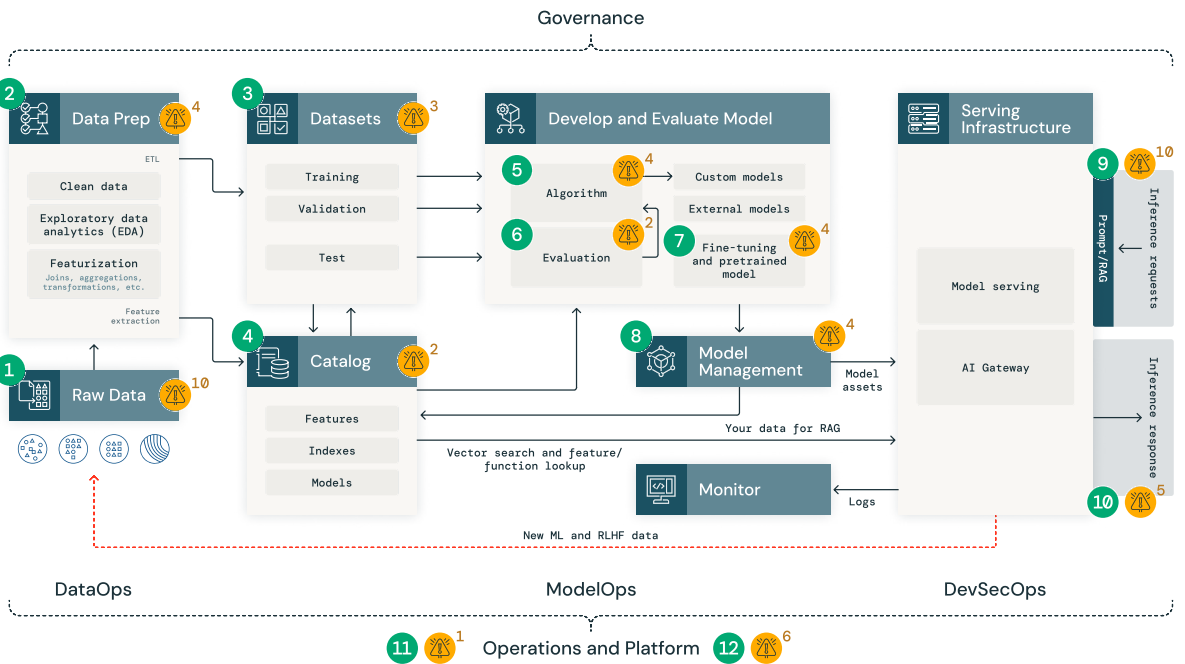 Governance
2
Data Prep
4
ETL
Clean data
Exploratory data
analytics (EDA)
Featurization
Joins, aggregations,
transformations, etc.
Feature
extraction
1
Raw Data
10
3
Datasets
3
Training
Validation
Test
4
Catalog
2
Features
Indexes
Models
Develop and Evaluate Model
5
Algorithm
4
6
Evaluation
2
Custom models
External models
7
Fine-tuning
and pretrained
model
4
8
Model
Management
4
Model
assets
Your data for RAG
Vector search and feature/
function lookup
Monitor
Logs
Serving
Infrastructure
Model serving
AI Gateway
9
10
Prompt/RAG
Inference requests
Inference response
10
5
New ML and RLHF data
DataOps
ModelOps
DevSecOps
11
1
Operations and Platform
12
6